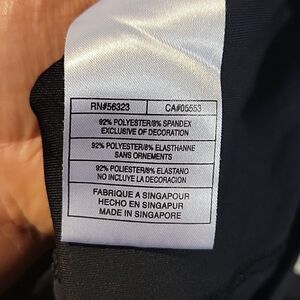 RN#56323 CA#05553
92% POLYESTER/8% SPANDEX
EXCLUSIVE OF DECORATION
92% POLYESTER/8% ELASTHANNE
SANS ORNEMENTS
92% POLIESTER/8% ELASTANO
NO INCLUYE LA DECORACION
FABRIQUE A SINGAPOUR
HECHO EN SINGAPUR
MADE IN SINGAPORE